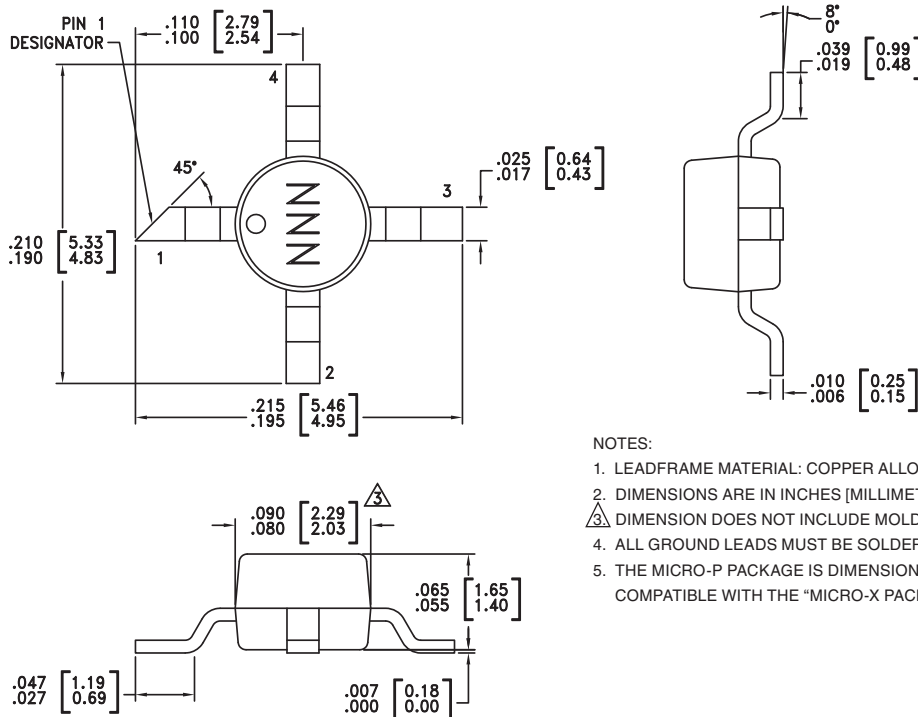 PIN 1
DESIGNATOR
.110 [2.79]
.100 [2.54]
4
45°
.025 [0.64]
.017 [0.43]
3
NNN
1
.210 [5.33]
.190 [4.83]
2
.215 [5.46]
.195 [4.95]
8°
0°
.039 [0.99]
.019 [0.48]
.010 [0.25]
.006 [0.15]
.090 [2.29]
.080 [2.03]
3
.065 [1.65]
.055 [1.40]
.047 [1.19]
.027 [0.69]
.007 [0.18]
.000 [0.00]
NOTES:
1. LEADFRAME MATERIAL: COPPER
2. DIMENSIONS ARE IN INCHES
3. DIMENSION DOES NOT INCLUDE MOLD
4. ALL GROUND LEADS MUST BE
5. THE MICRO-P PACKAGE IS
COMPATIBLE WITH THE “MICRO-X